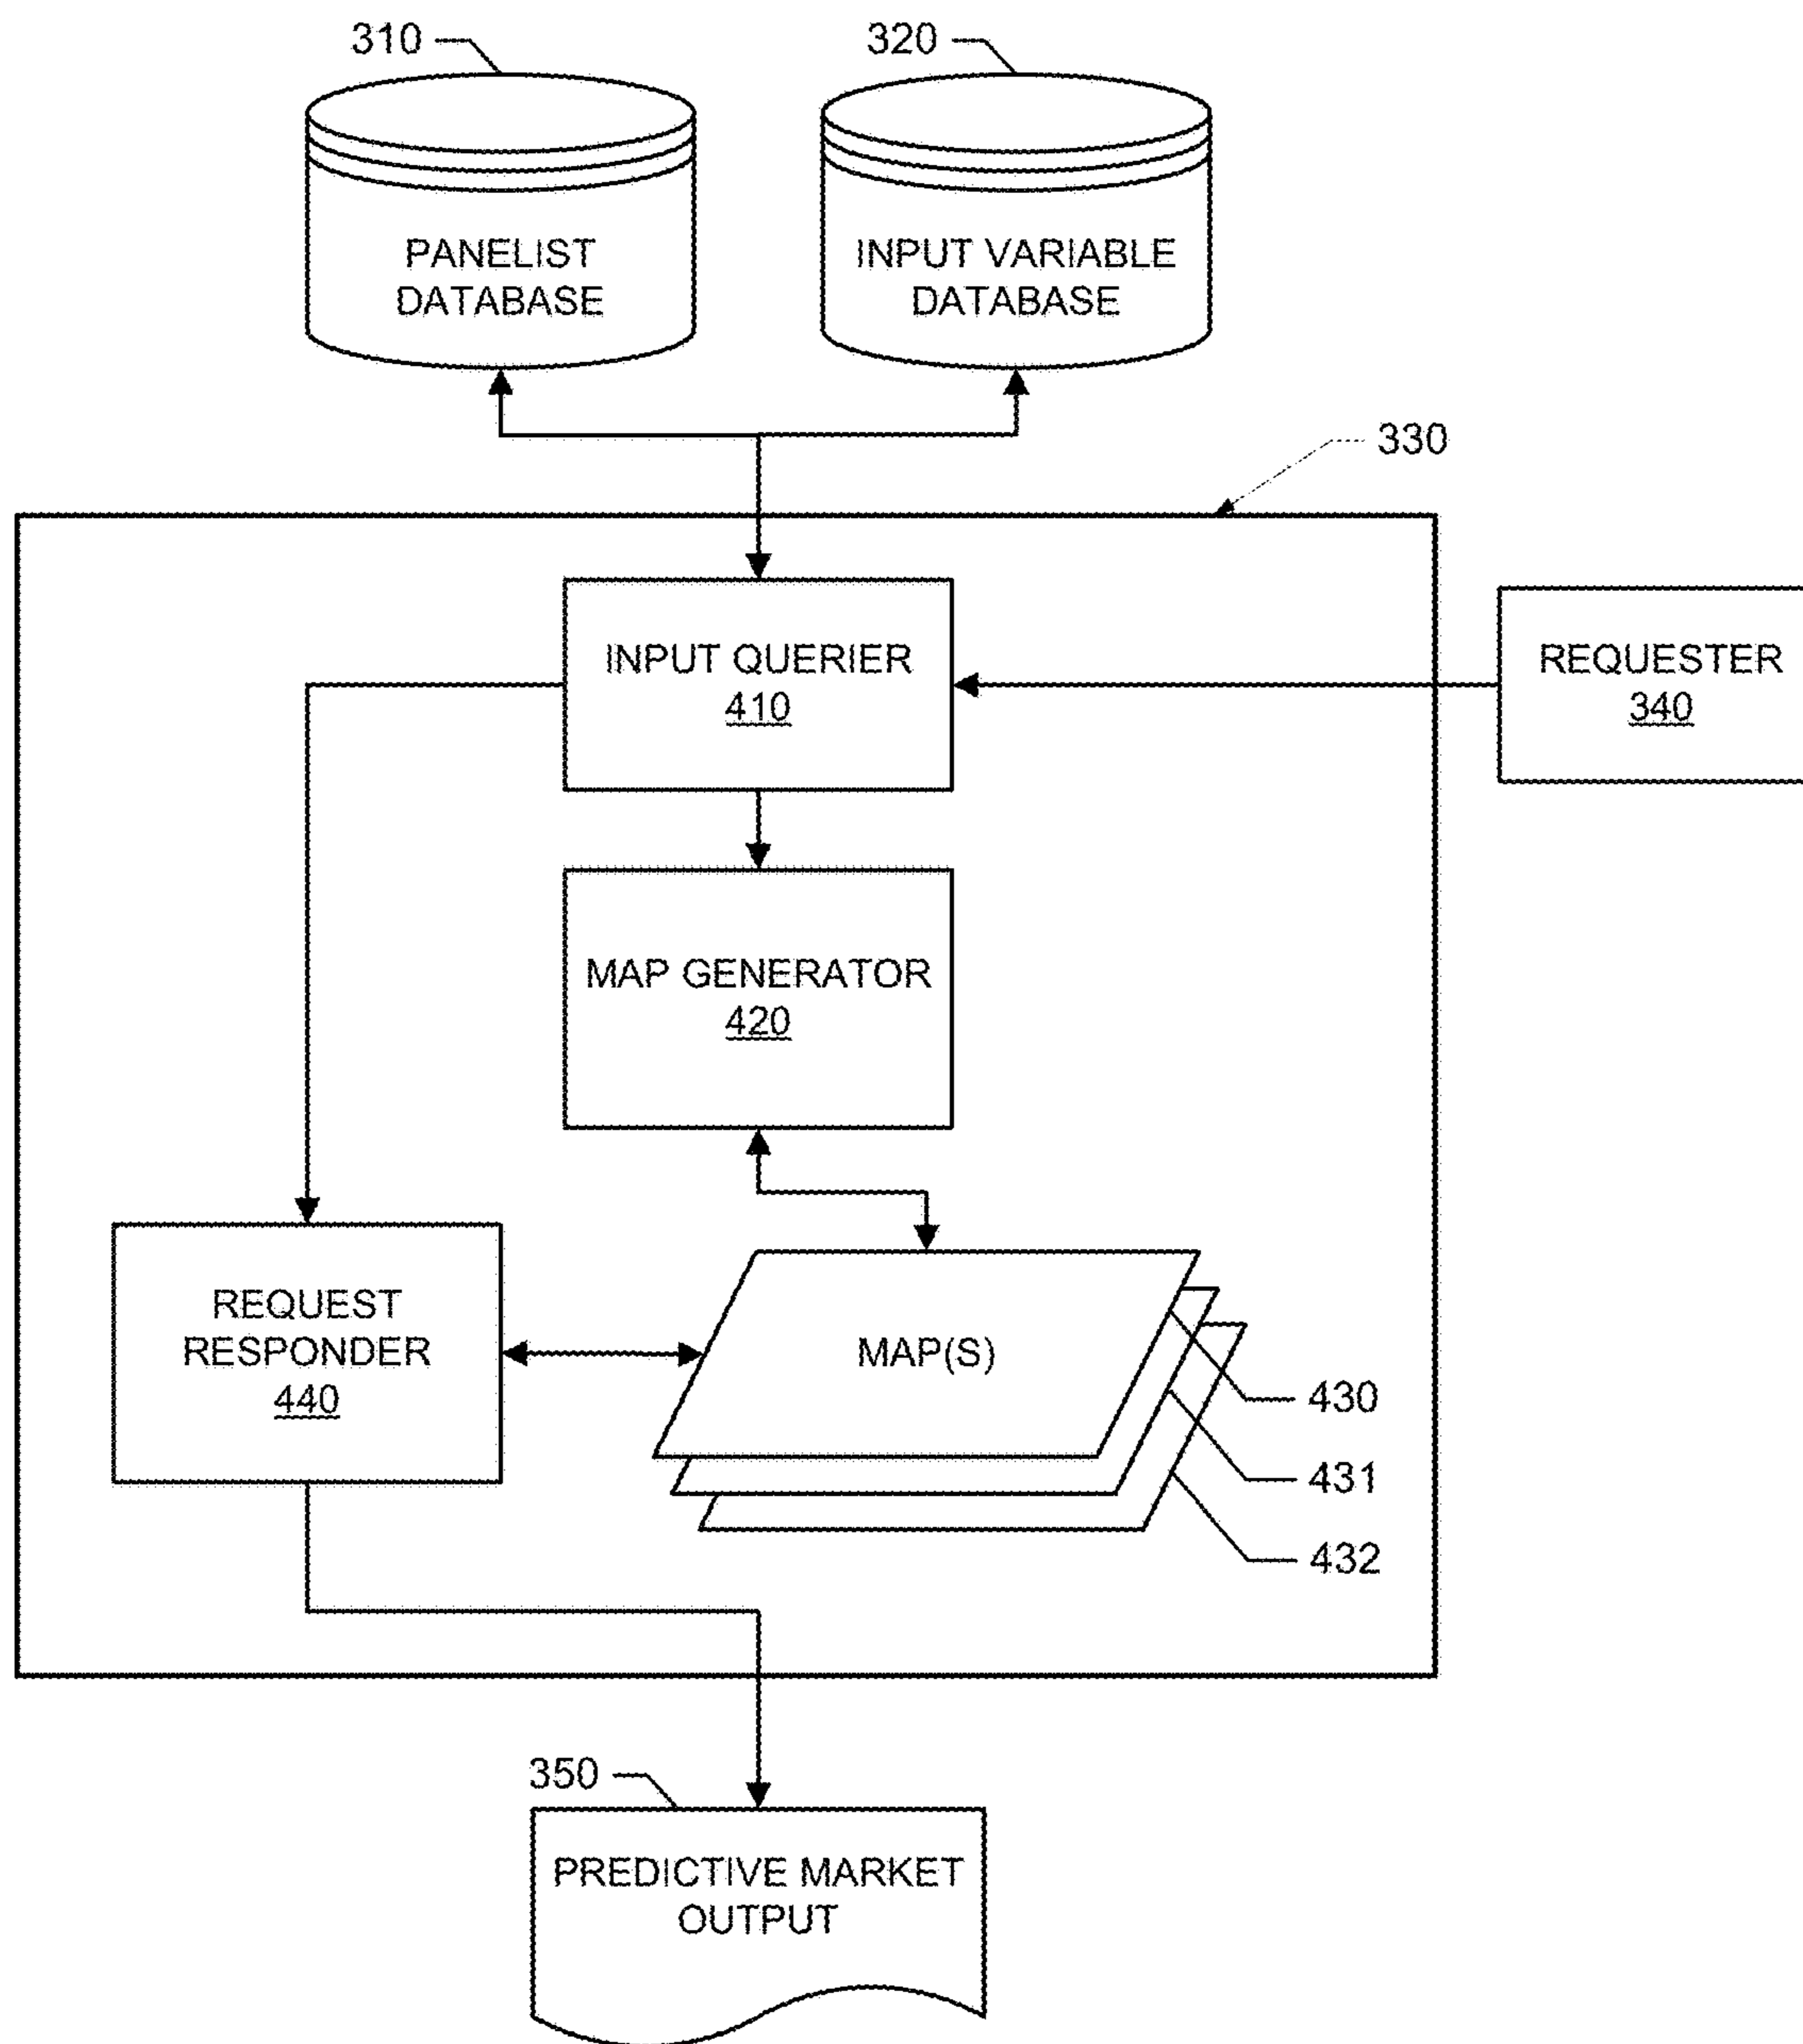 310
320
PANELIST
DATABASE
INPUT VARIABLE
DATABASE
330
INPUT QUERIER
410
REQUESTER
340
MAP GENERATOR
420
REQUEST
RESPONDER
440
MAP(S)
430
431
432
350
PREDICTIVE MARKET
OUTPUT